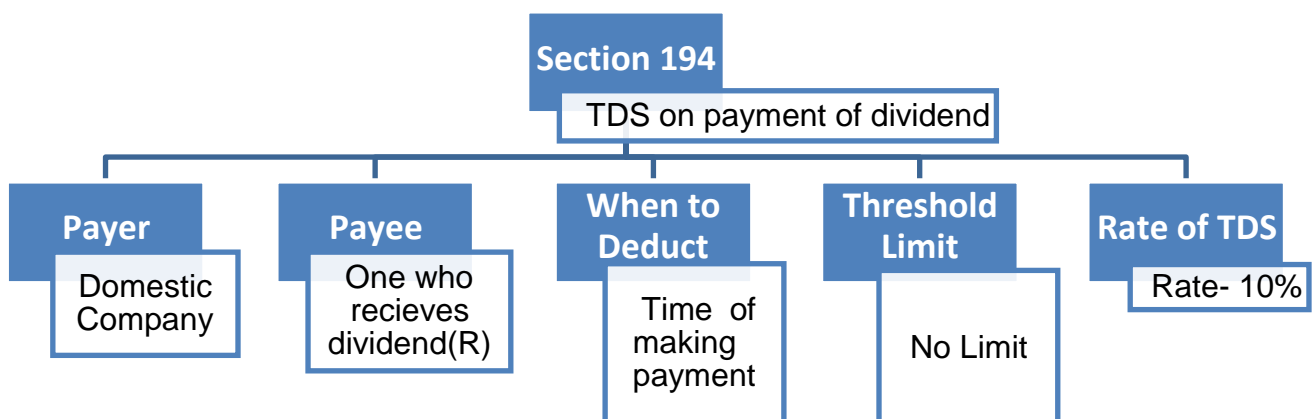 Section 194
TDS on payment of dividend
Payer
Domestic
Company
Payee
One who
recieves
dividend(R)
When to
Deduct
Time of
making
payment
Threshold
Limit
No Limit
Rate of TDS
Rate- 10%